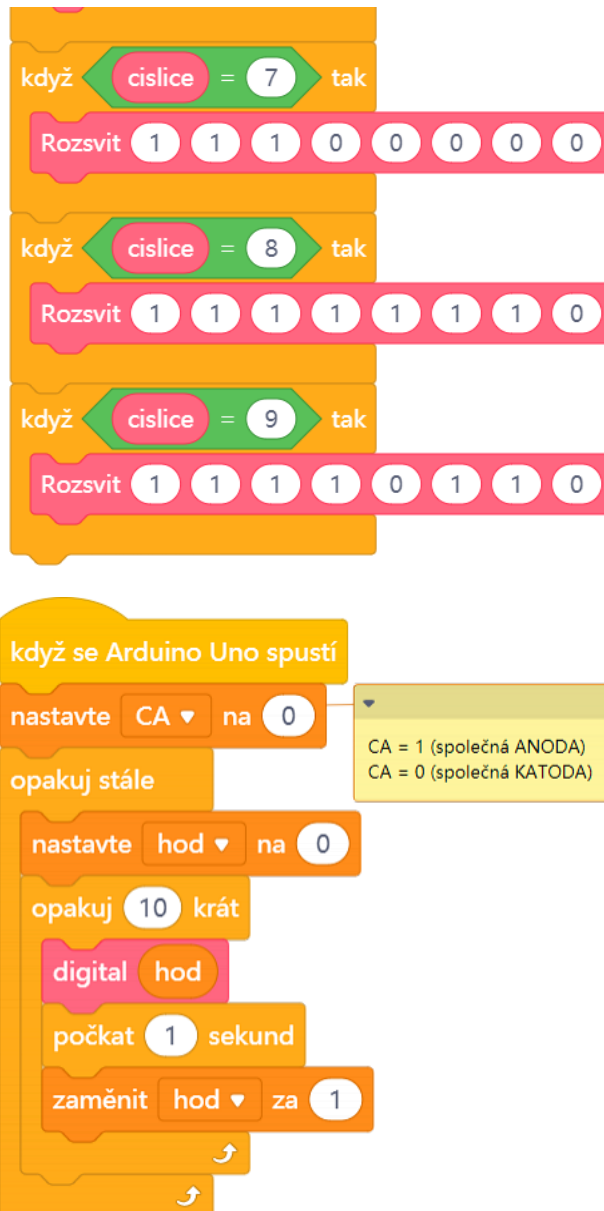 když cislice = 7 tak
Rozsvit 1 1 1 0 0 0 0 0
když cislice = 8 tak
Rozsvit 1 1 1 1 1 1 1 0
když cislice = 9 tak
Rozsvit 1 1 1 1 0 1 1 0
když se Arduino Uno spustí
nastavte CA na 0
CA = 1 (společná ANODA)
CA = 0 (společná KATODA)
opakuj stále
nastavte hod na 0
opakuj 10 krát
digital hod
počkat 1 sekund
zaměnit hod za 1